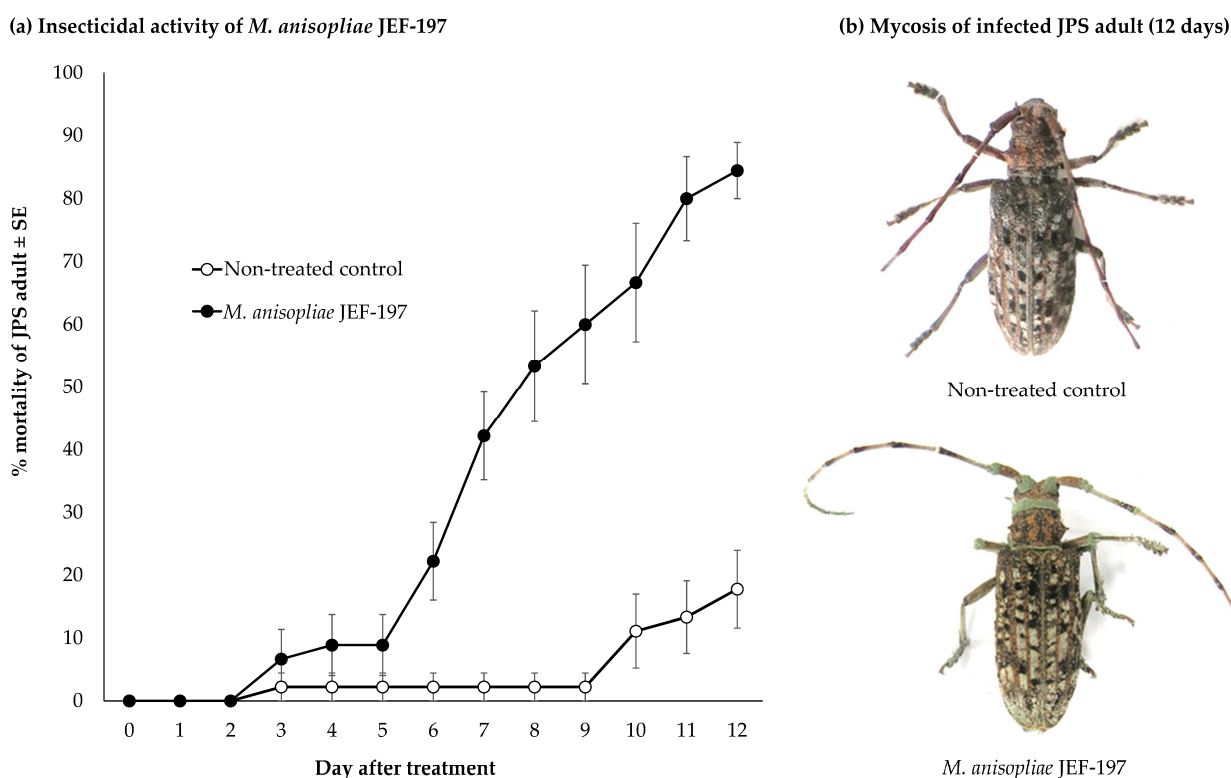 (a) Insecticidal activity of M. anisopliae JEF-197
% mortality of JPS adult ± SE
100
90
80
70
60
50
40
30
20
10
0
Non-treated control
M. anisopliae JEF-197
0 1 2 3 4 5 6 7 8 9 10 11 12
Day after treatment
(b) Mycosis of infected JPS adult (12 days)
Non-treated control
M. anisopliae JEF-197